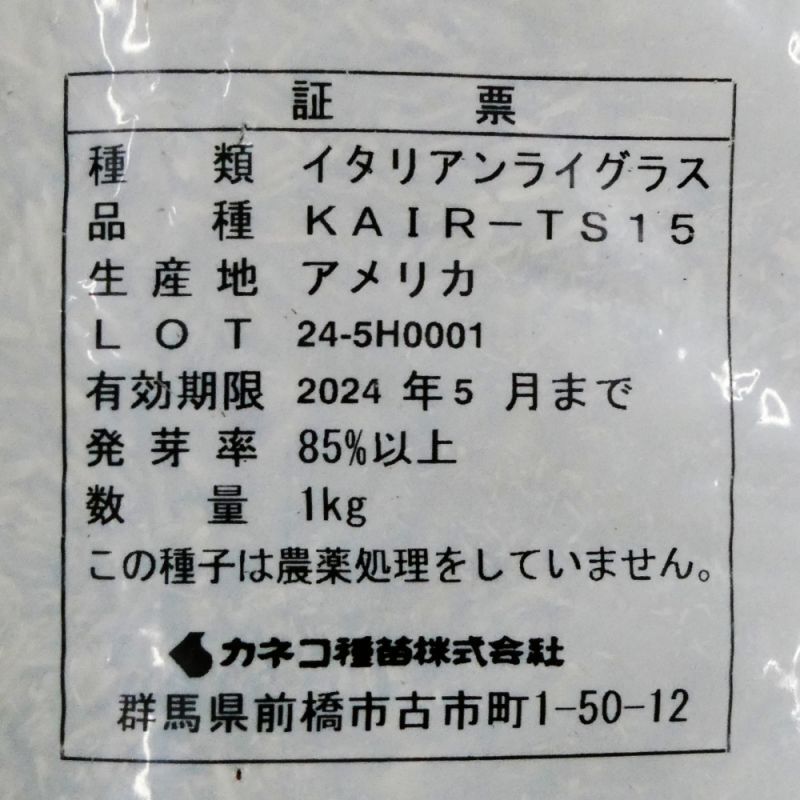 証票
種類 イタリアンライグラス
品種 KAIR-TS15
生産地 アメリカ
LOT 24-5H0001
有効期限 2024年5月まで
発芽率 85%以上
数量 1kg
この種子は農薬処理をしていません。
カネコ種苗株式会社
群馬県前橋市古市町1-50-12